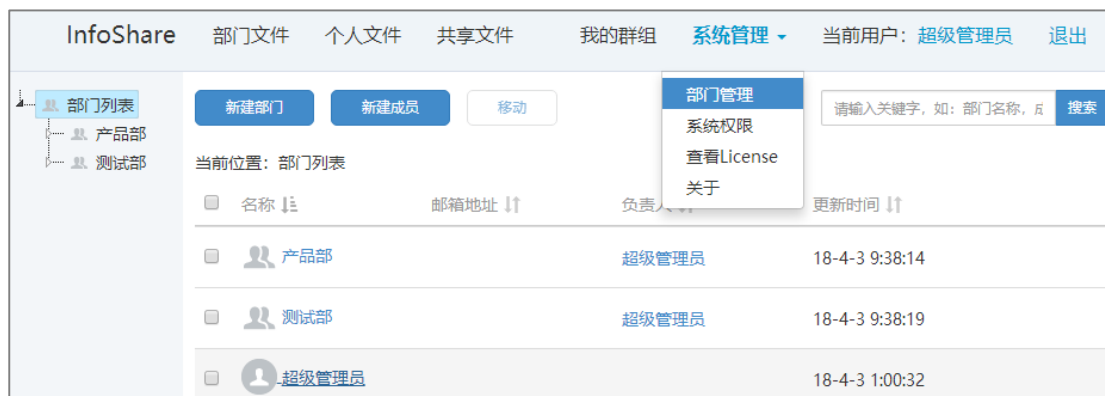 InfoShare 部门文件 个人文件 共享文件 我的群组 系统管理 当前用户：超级管理员 退出
部门列表
产品部
测试部
新建部门 新建成员 移动
部门管理
系统权限
查看License
关于
请输入关键字，如：部门名称， 搜索
当前位置：部门列表
名称 邮箱地址 负责人 更新时间
产品部 超级管理员 18-4-3 9:38:14
测试部 超级管理员 18-4-3 9:38:19
超级管理员 18-4-3 1:00:32